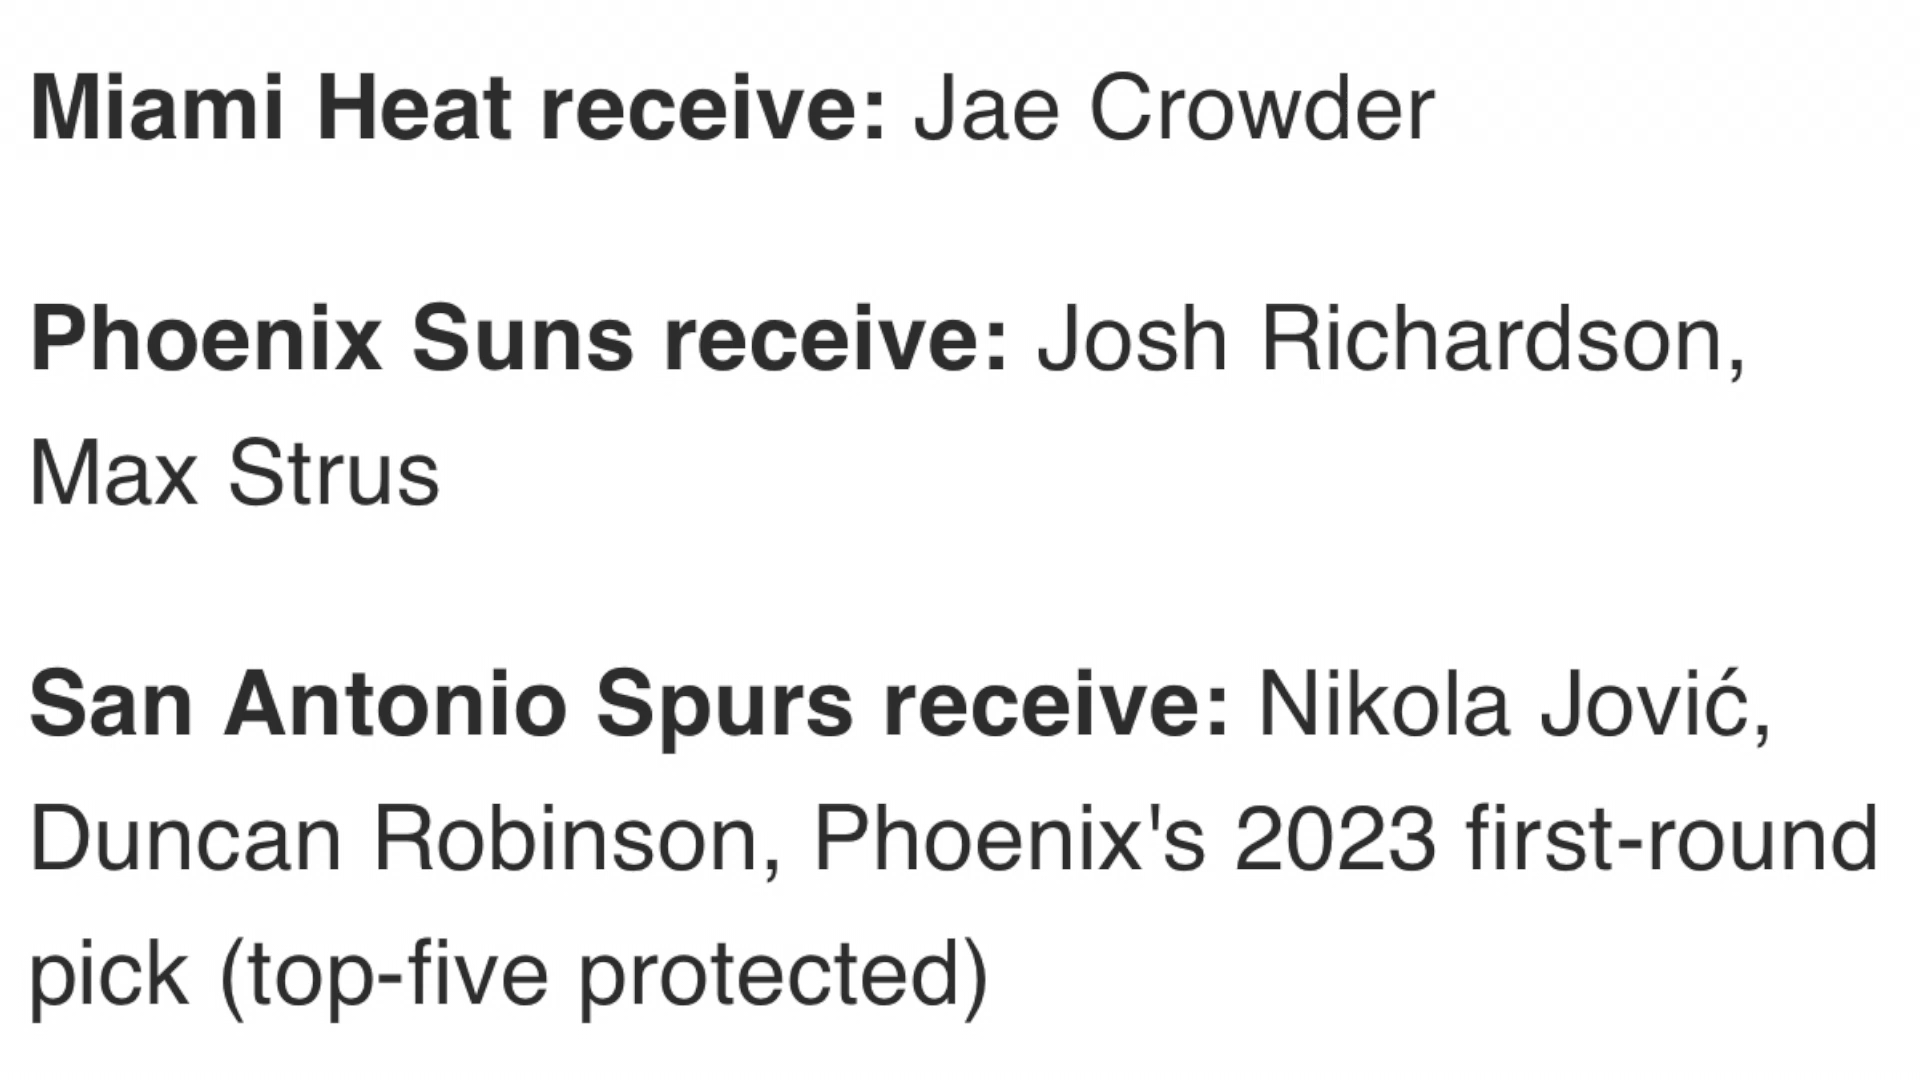 Miami Heat receive: Jae Crowder
Phoenix Suns receive: Josh Richardson,
Max Strus
San Antonio Spurs receive: Nikola Jović,
Duncan Robinson, Phoenix's 2023 first-round
pick (top-five protected)